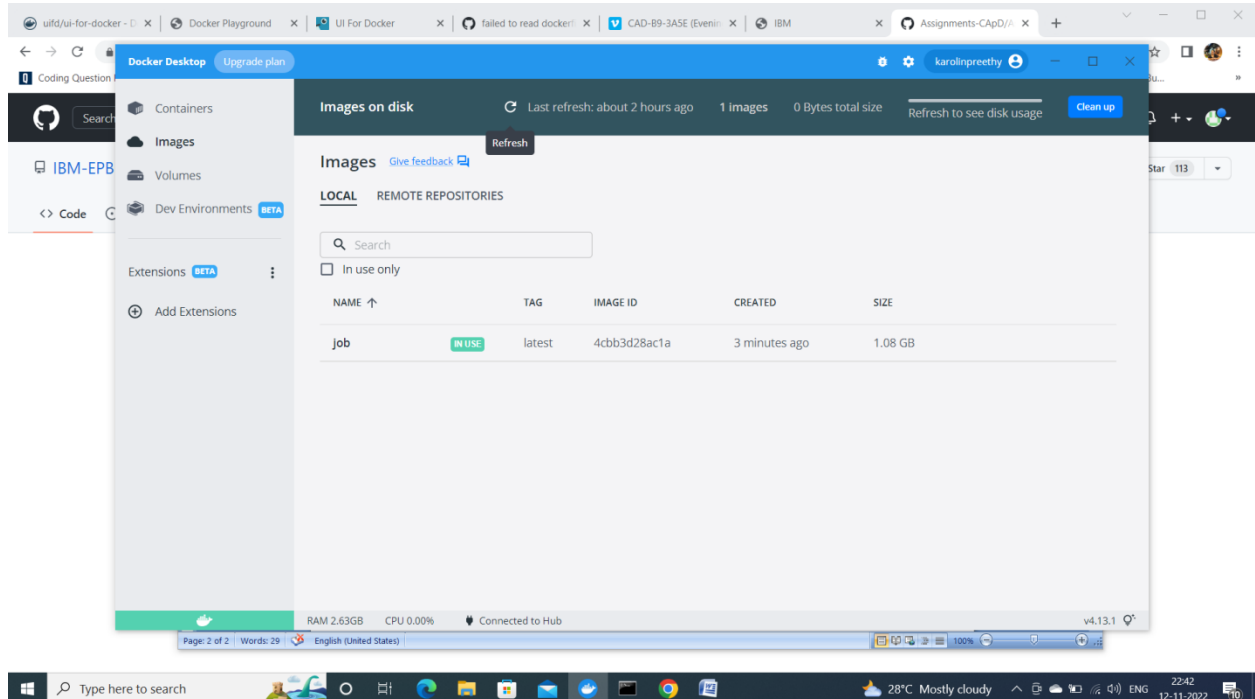 uifd/ui-for-docker - D
Docker Playground
UI For Docker
failed to read dockerf
CAD-B9-3A5E (Evenin
IBM
Assignments-CApD/A
Coding Question
Docker Desktop Upgrade plan
karolinpreethy
Search
IBM-EPB
Star 113
Code
Containers
Images
Volumes
Dev Environments BETA
Extensions BETA
Add Extensions
Images on disk
Last refresh: about 2 hours ago
1 images
0 Bytes total size
Refresh to see disk usage
Clean up
Refresh
Images Give feedback
LOCAL REMOTE REPOSITORIES
Search
In use only
NAME TAG IMAGE ID CREATED SIZE
job IN USE latest 4cbb3d28ac1a 3 minutes ago 1.08 GB
RAM 2.63GB CPU 0.00% Connected to Hub v4.13.1
Page: 2 of 2 Words: 29 English (United States) 100%
Type here to search
28°C Mostly cloudy ENG 22:42
12-11-2022